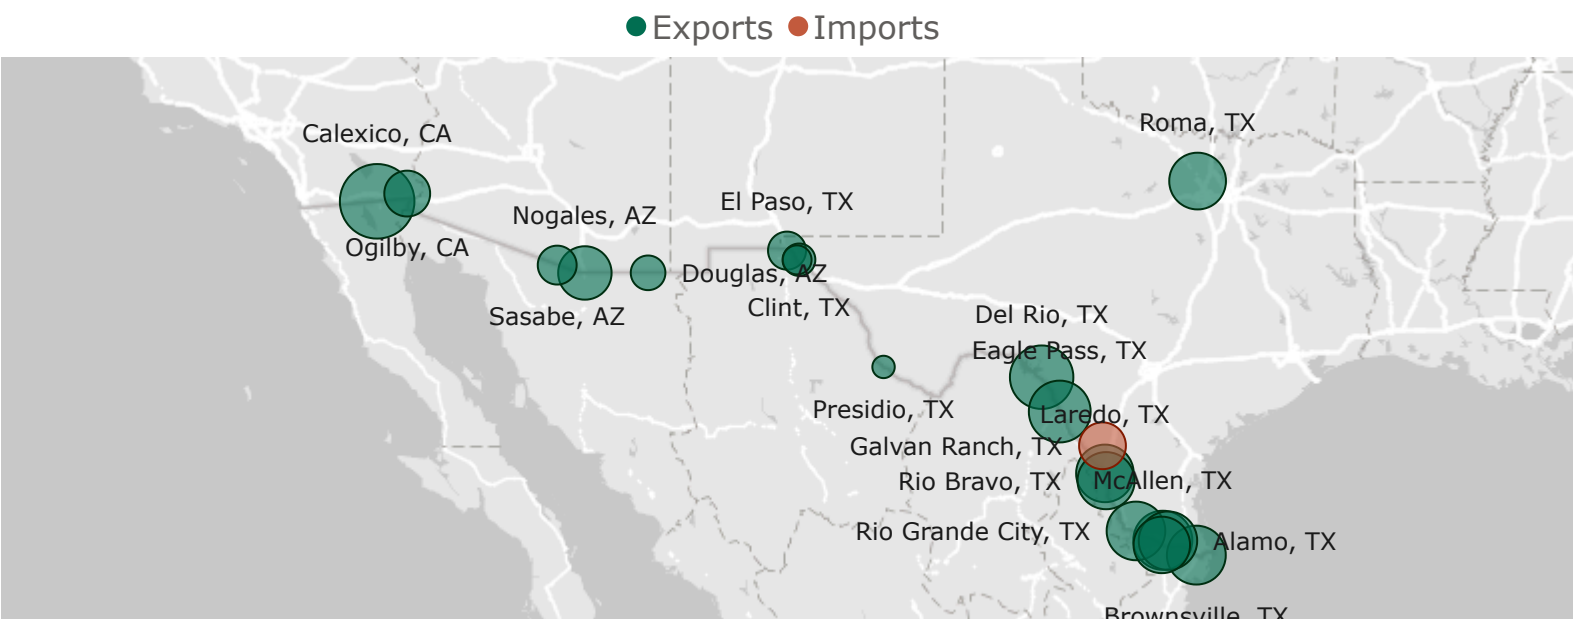 Exports Imports
Calexico, CA
Roma, TX
El Paso, TX
Nogales, AZ
Ogilby, CA
Douglas, AZ
Clint, TX
Sasabe, AZ
Del Rio, TX
Eagle Pass, TX
Presidio, TX
Laredo, TX
Galvan Ranch, TX
Rio Bravo, TX
McAllen, TX
Rio Grande City, TX
Alamo, TX
Brownsville, TX